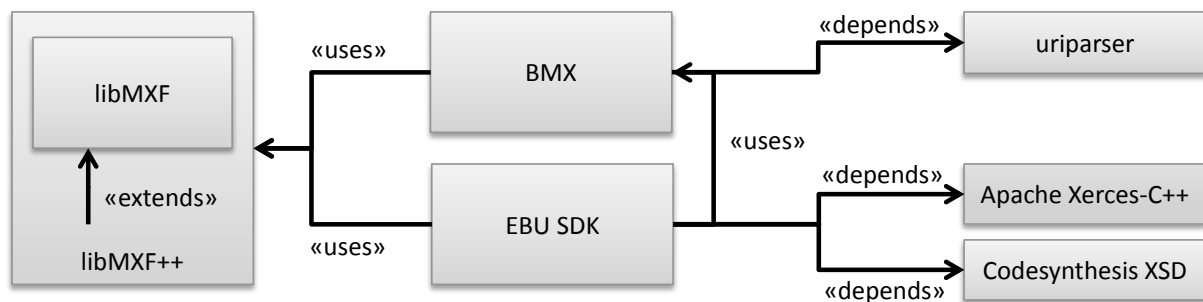 libMXF
«extends»
libMXF++
«uses»
«uses»
BMX
EBU SDK
«uses»
«depends»
uriparser
«depends»
Apache Xerces-C++
«depends»
Codesynthesis XSD